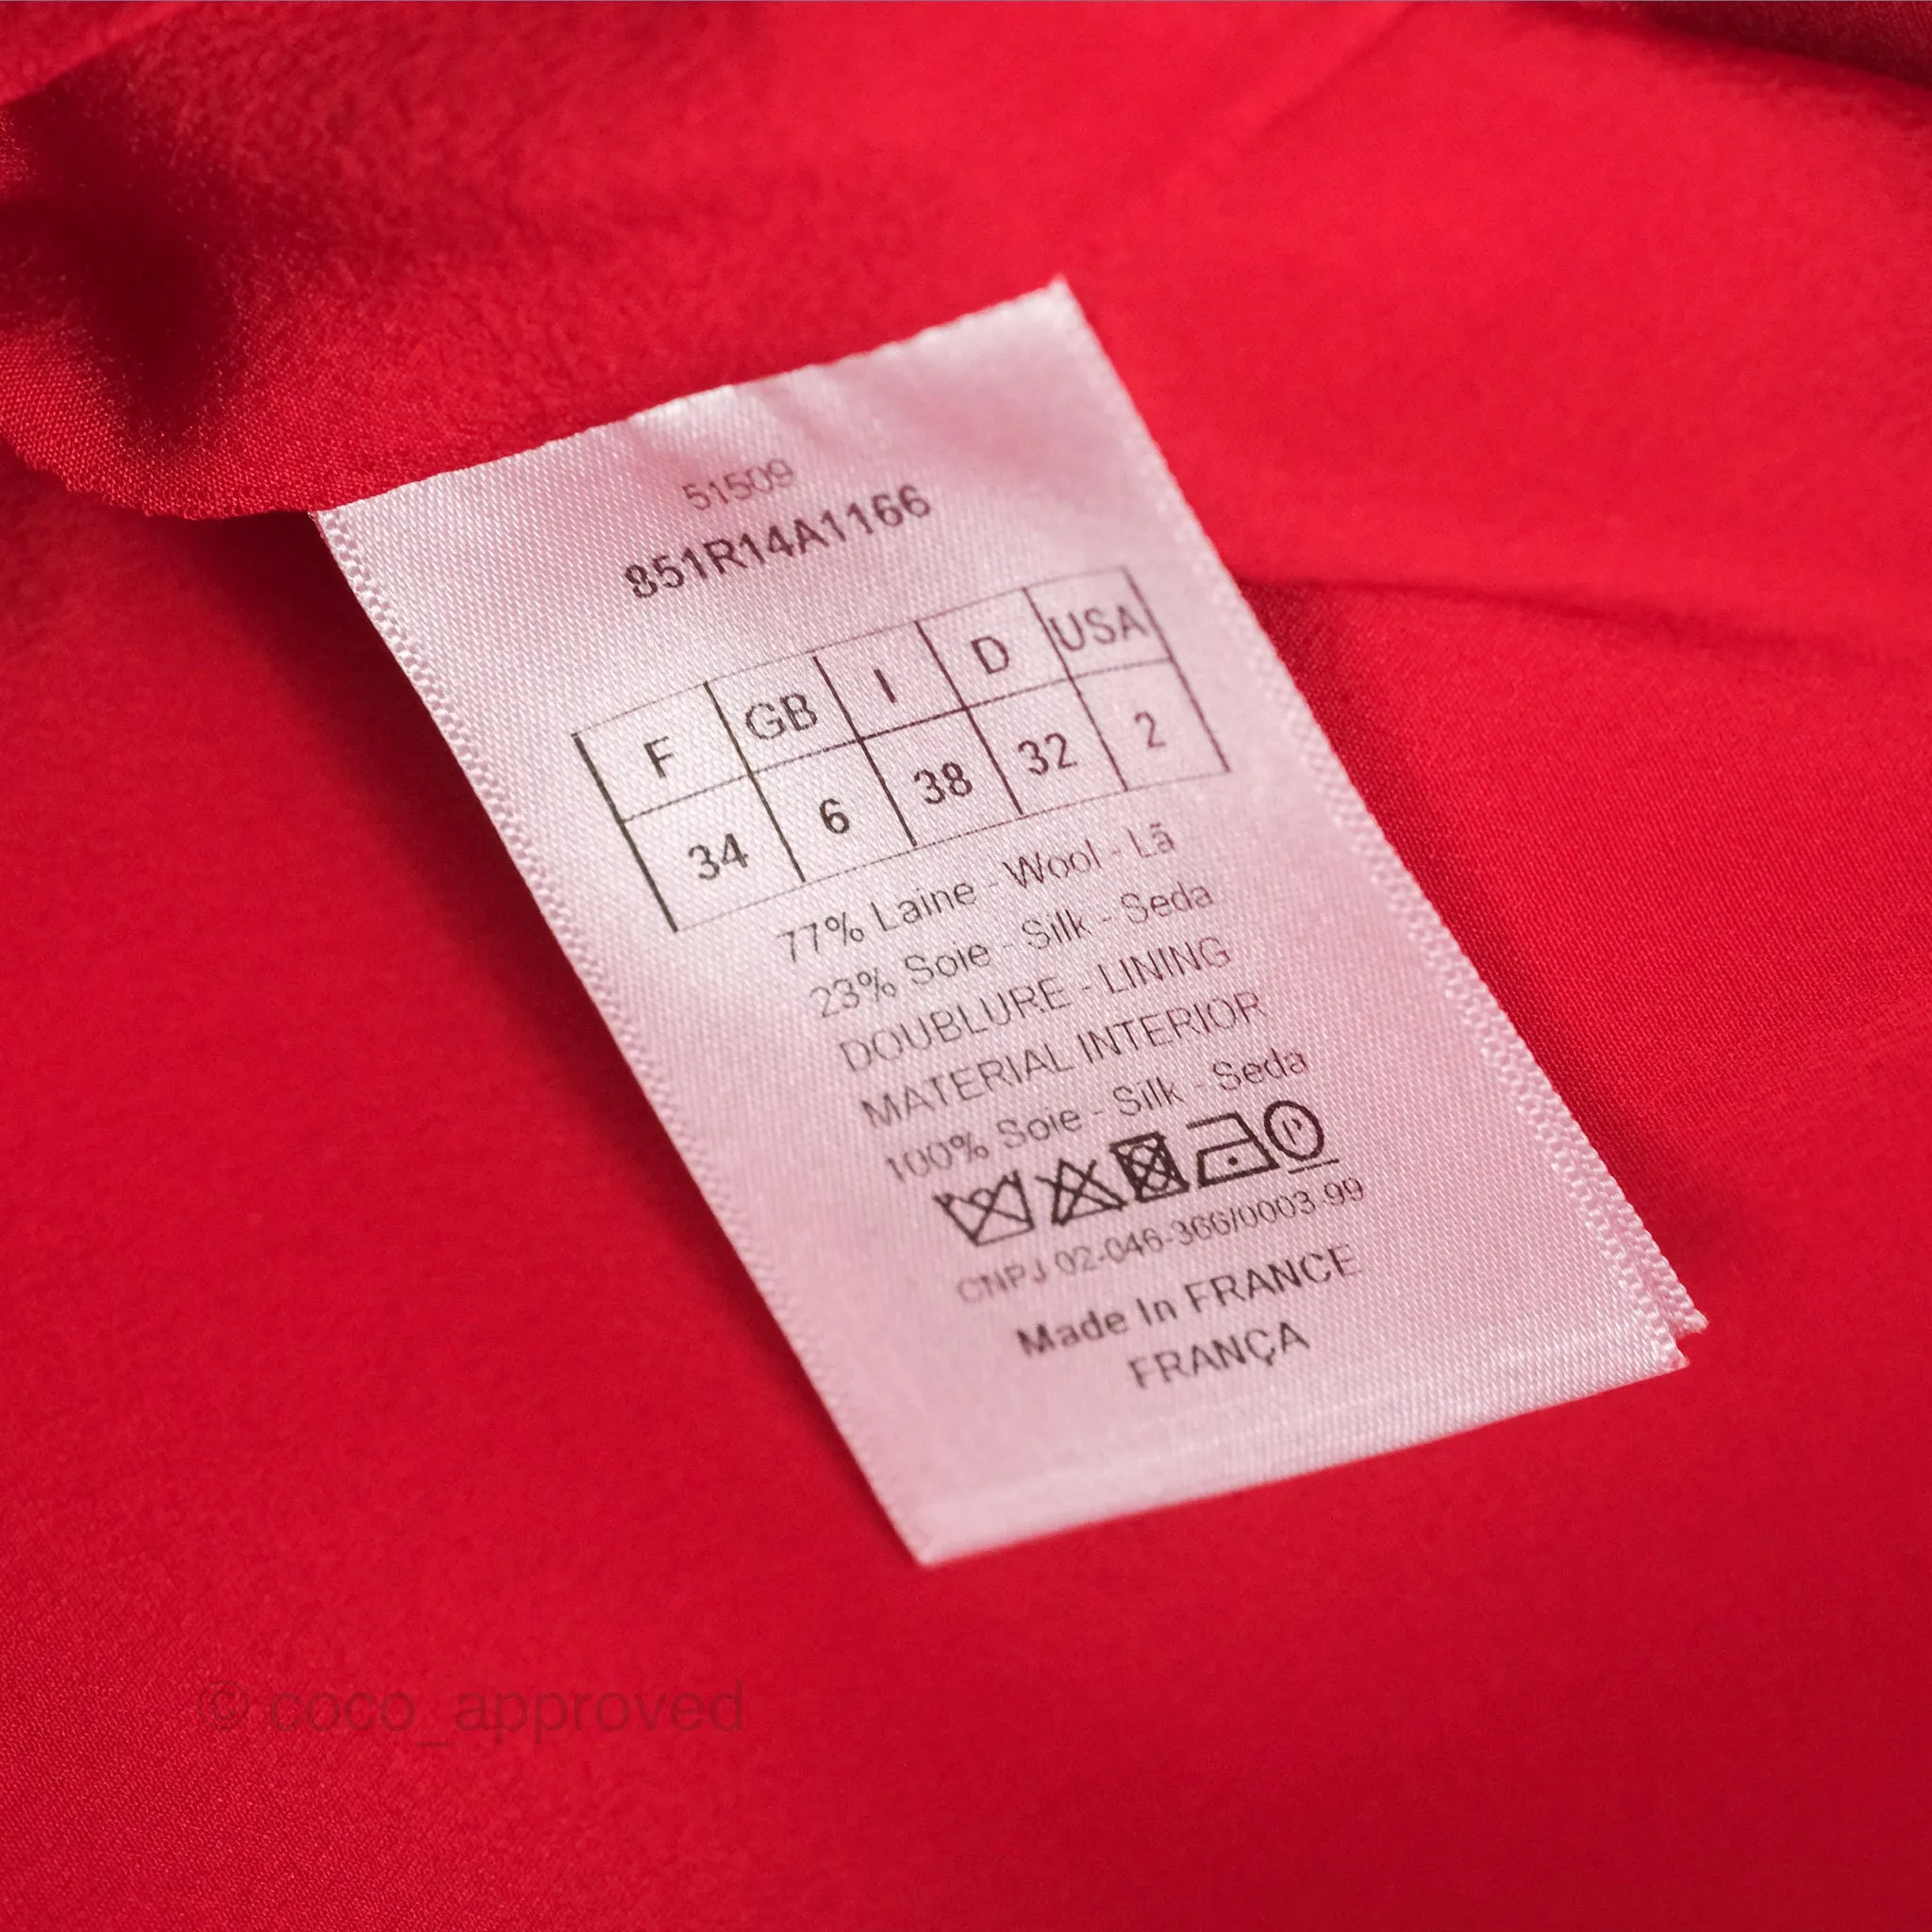 51509
851R14A1166
F GB I D USA
34 6 38 32 2
77% Laine - Wool - Lã
23% Soie - Silk - Seda
DOUBLURE - LINING
MATERIAL INTERIOR
100% Soie - Silk - Seda
P
CNPJ 02-046-366/0003.99
Made In FRANCE
FRANÇA
© coco_approved